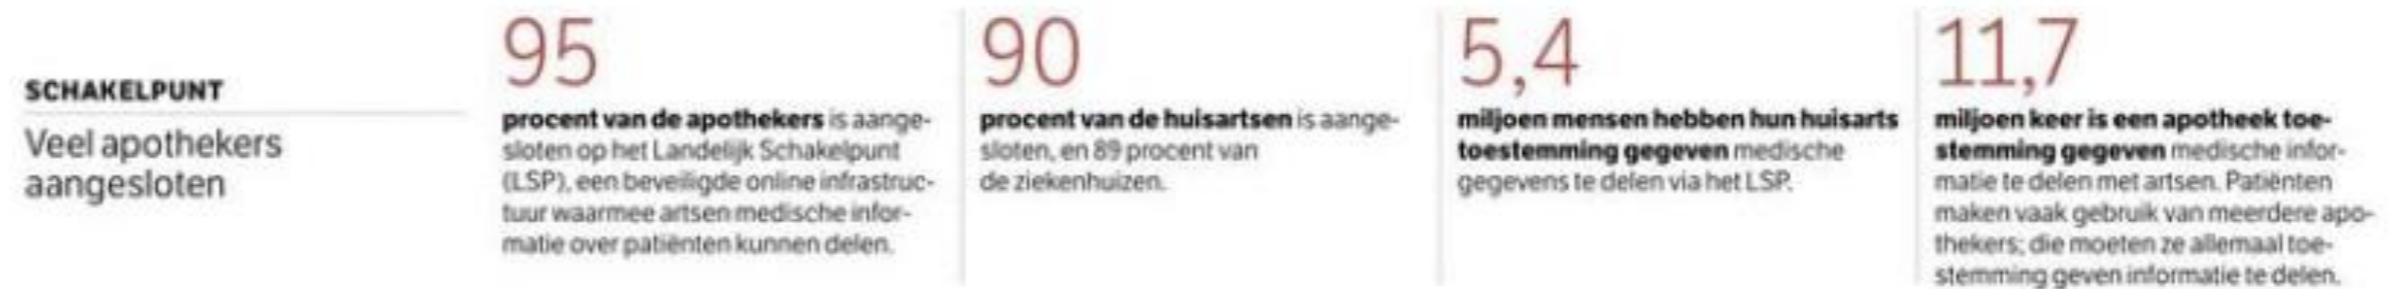 SCHAKELPUNT
Veel apothekers
aangesloten
95
procent van de apothekers is aange-
sloten op het Landelijk Schakelpunt
(LSP), een beveiligde online infrastruc-
tuur waarmee artsen medische infor-
matie over patiënten kunnen delen.
90
procent van de huisartsen is aange-
sloten, en 89 procent van
de ziekenhuizen.
5,4
miljoen mensen hebben hun huisarts
toestemming gegeven medische
gegevens te delen via het LSP.
11,7
miljoen keer is een apotheek toe-
stemming gegeven medische infor-
matie te delen met artsen. Patiënten
maken vaak gebruik van meerdere apo-
thekers; die moeten ze allemaal toe-
stemming geven informatie te delen.